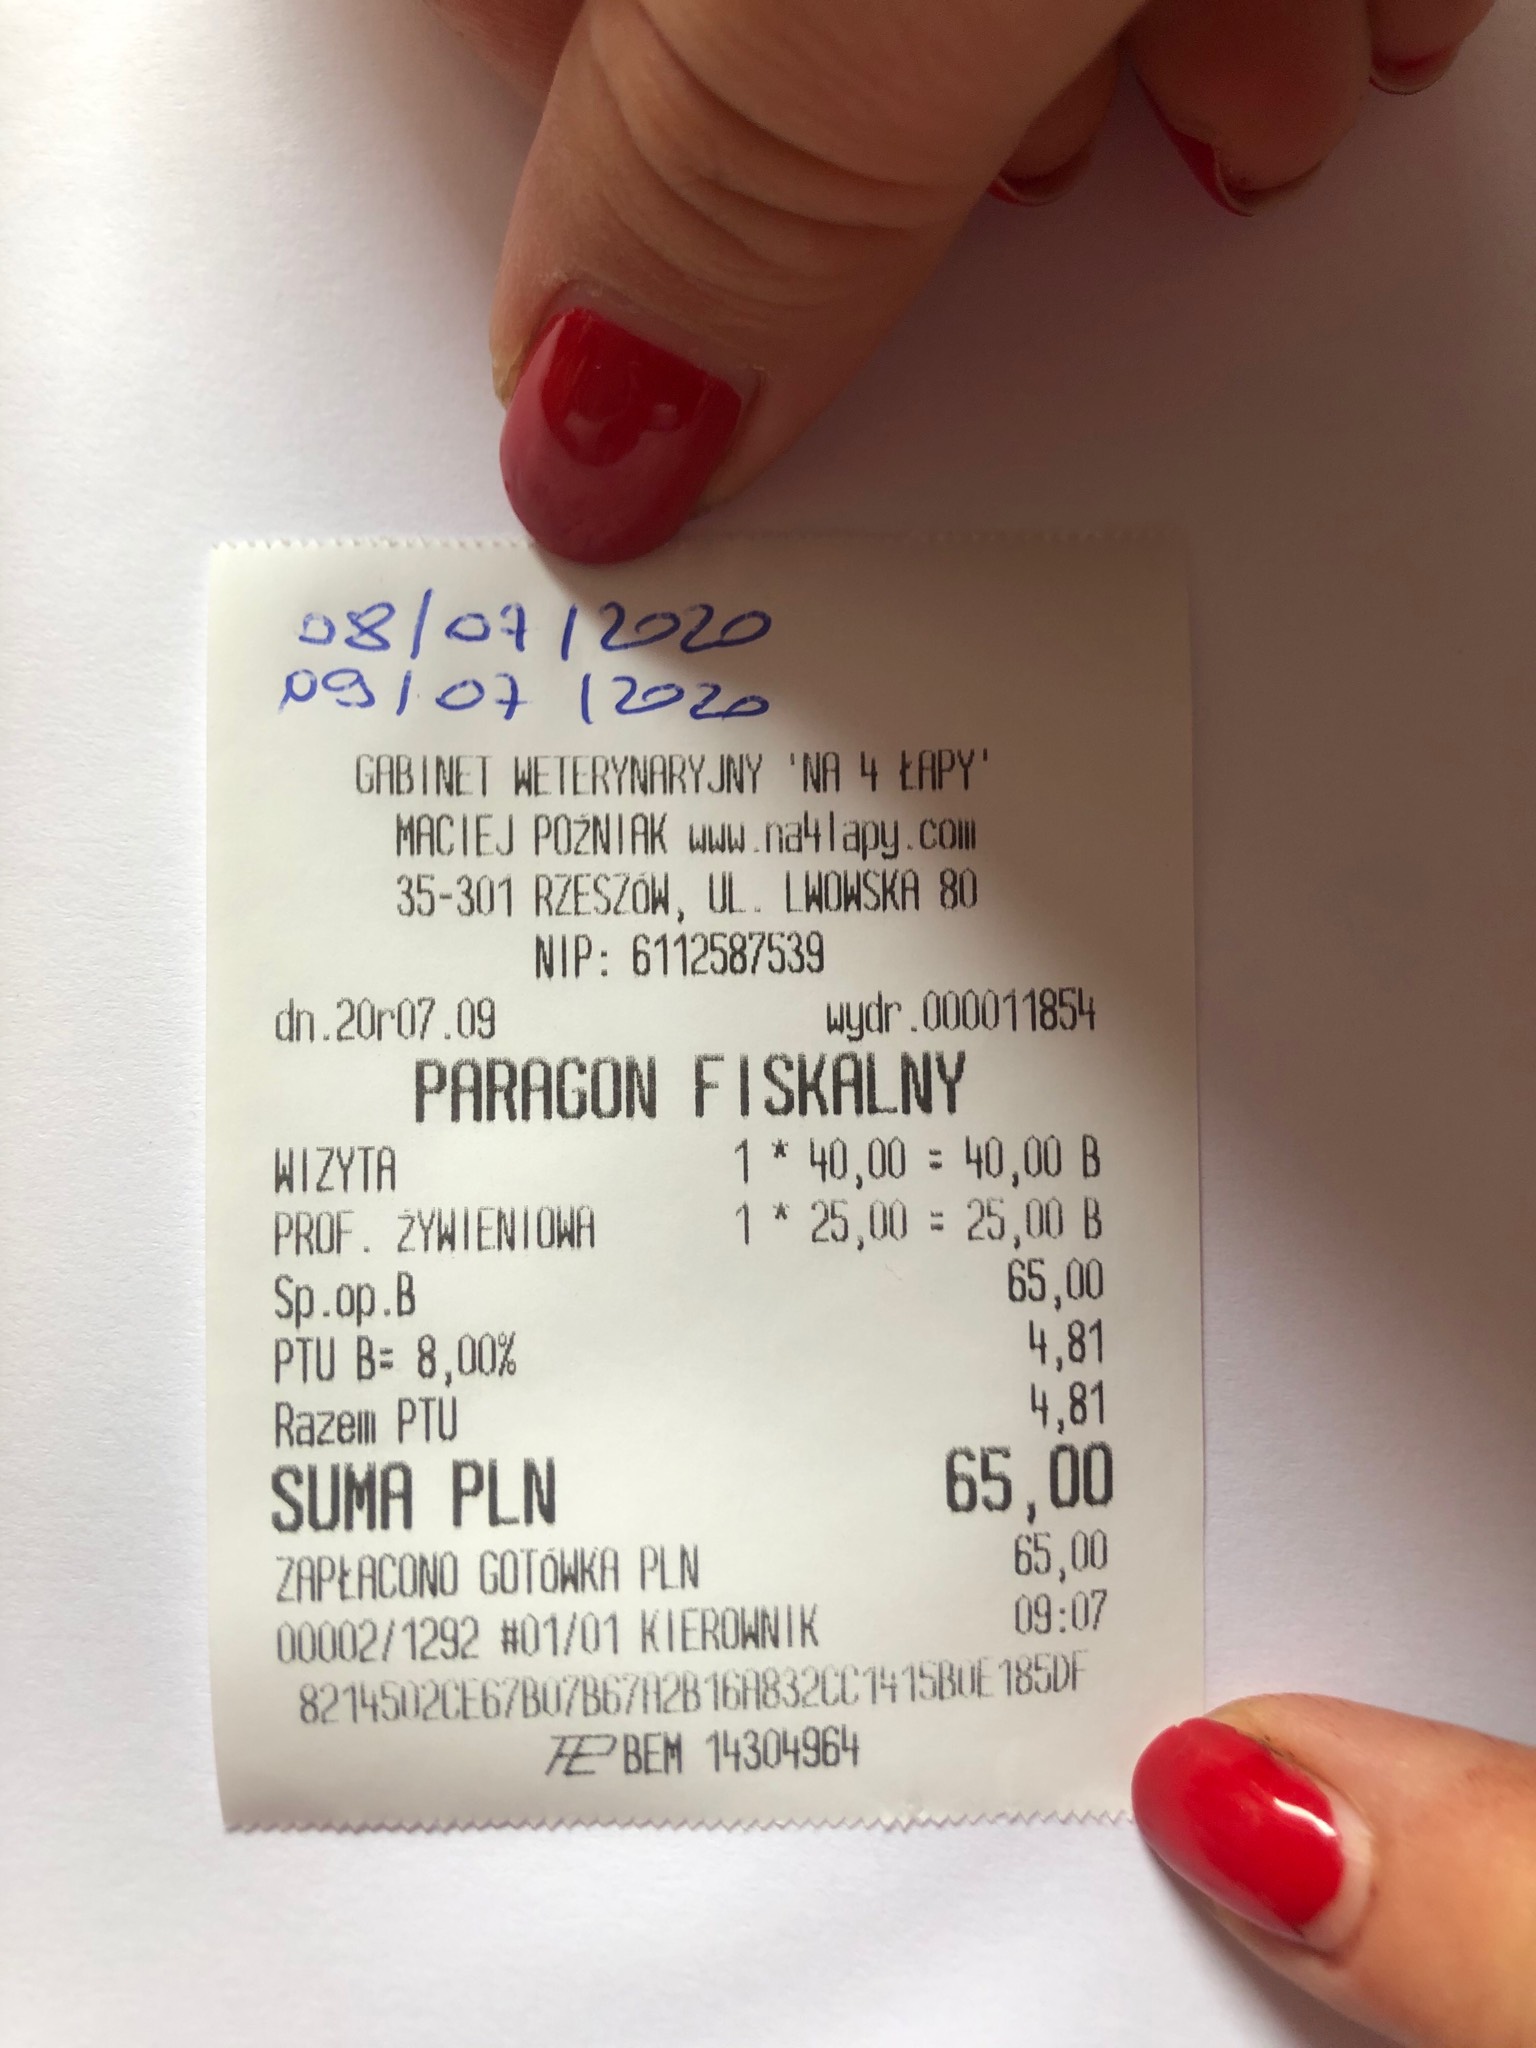 08/07/2020
09/07/2020
GABINET WETERYNARYJNY 'NA 4 ŁAPY'
MACIEJ POŹNIAK www.na4lapy.com
35-301 RZESZÓW, UL. LWOWSKA 80
NIP: 6112587539
dn.20r07.09 wydr.000011854
PARAGON FISKALNY
WIZYTA 1 * 40,00 = 40,00 B
PROF. ŻYWIENIOWA 1 * 25,00 = 25,00 B
Sp.op.B 65,00
PTU B= 8,00% 4,81
Razem PTU 4,81
SUMA PLN 65,00
ZAPŁACONO GOTÓWKA PLN 65,00
00002/1292 #01/01 KIEROWNIK 09:07
8214502CE67B07B67A2B16A832CC1415B0E185DF
BEM 14304964